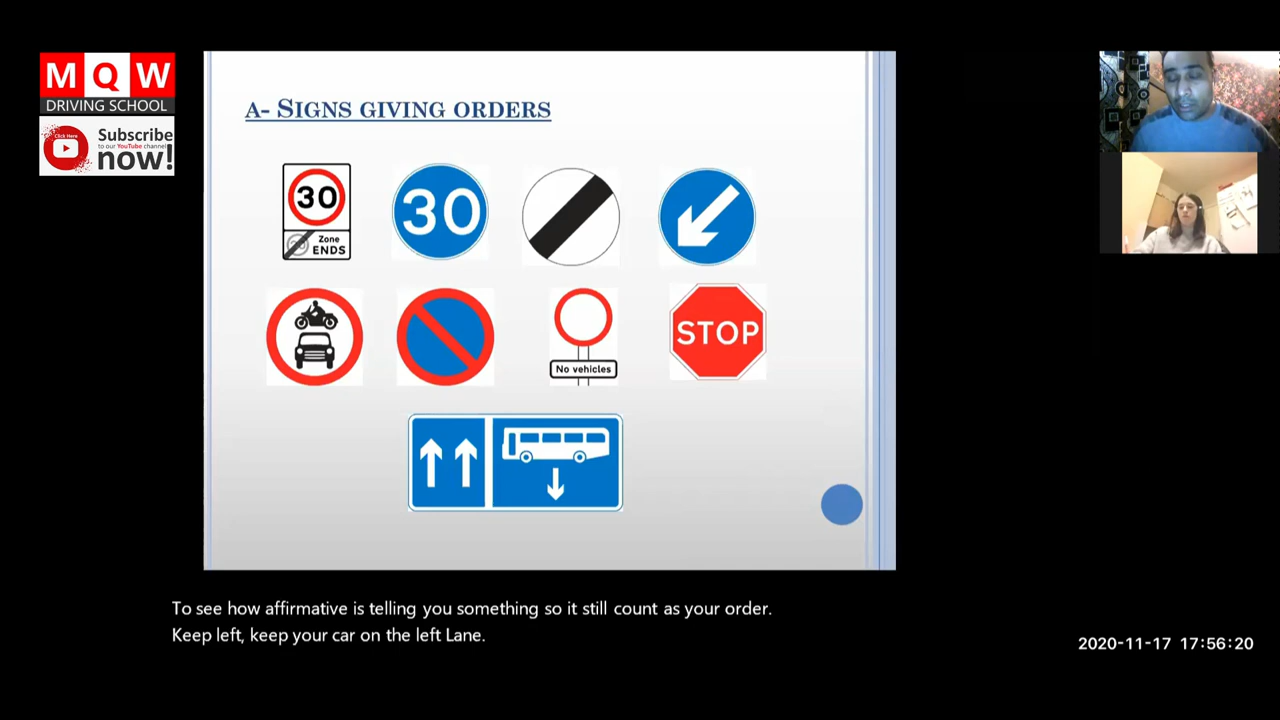 M Q W
DRIVING SCHOOL
Click Here
Subscribe
to our YouTube channel
now!
A- SIGNS GIVING ORDERS
30
Zone
ENDS
30
No vehicles
STOP
To see how affirmative is telling you something so it still count as your order.
Keep left, keep your car on the left Lane.
2020-11-17 17:56:20